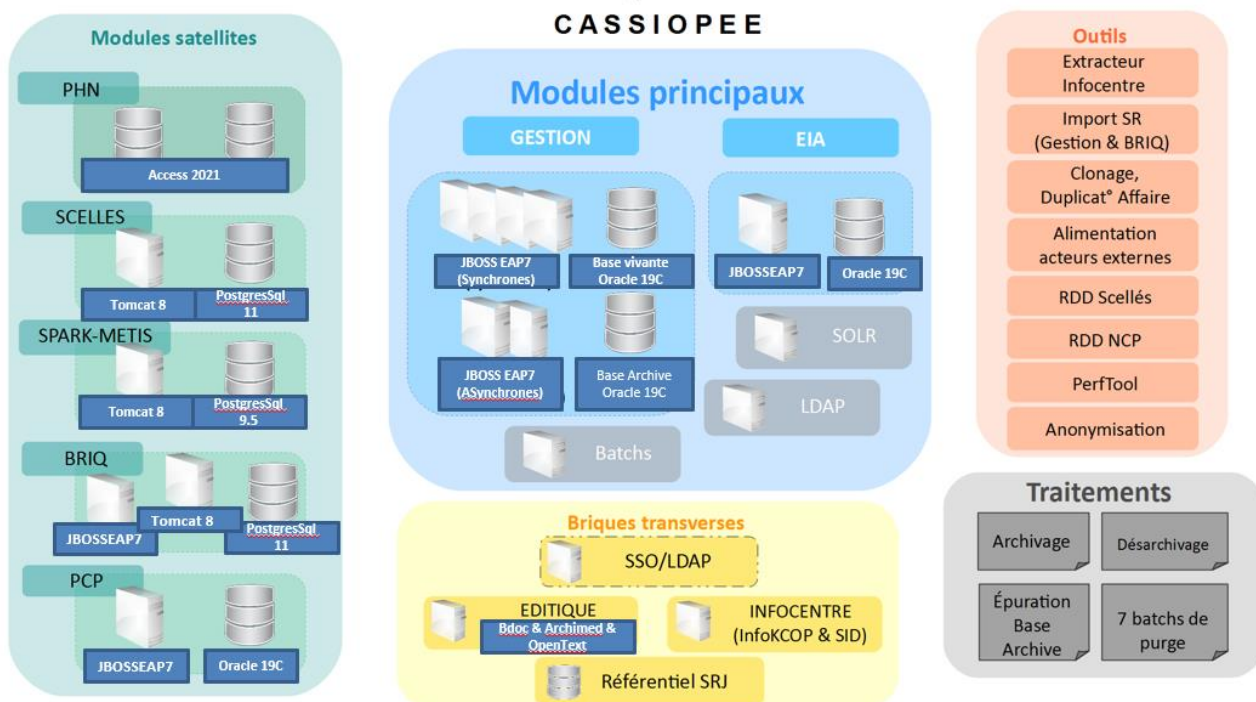 CASSIOPEE
Modules satellites
PHN
Access 2021
SCELLES
Tomcat 8
PostgresSql
11
SPARK-METIS
Tomcat 8
PostgresSql
9.5
BRIQ
JBOSSEAP7
Tomcat 8
PostgresSql
11
PCP
JBOSSEAP7
Oracle 19C
Modules principaux
GESTION
JBOSS EAP7
(Synchrones)
Base vivante
Oracle 19C
JBOSS EAP7
(ASynchrones)
Base Archive
Oracle 19C
EIA
JBOSSEAP7
Oracle 19C
SOLR
LDAP
Batchs
Briques transverses
SSO/LDAP
EDITIQUE
Bdoc & Archimed &
OpenText
INFOCENTRE
(InfoKCOP & SID)
Référentiel SRJ
Outils
Extracteur
Infocentre
Import SR
(Gestion & BRIQ)
Clonage,
Duplicat° Affaire
Alimentation
acteurs externes
RDD Scellés
RDD NCP
PerfTool
Anonymisation
Traitements
Archivage
Désarchivage
Épuration
Base
Archive
7 batchs de
purge